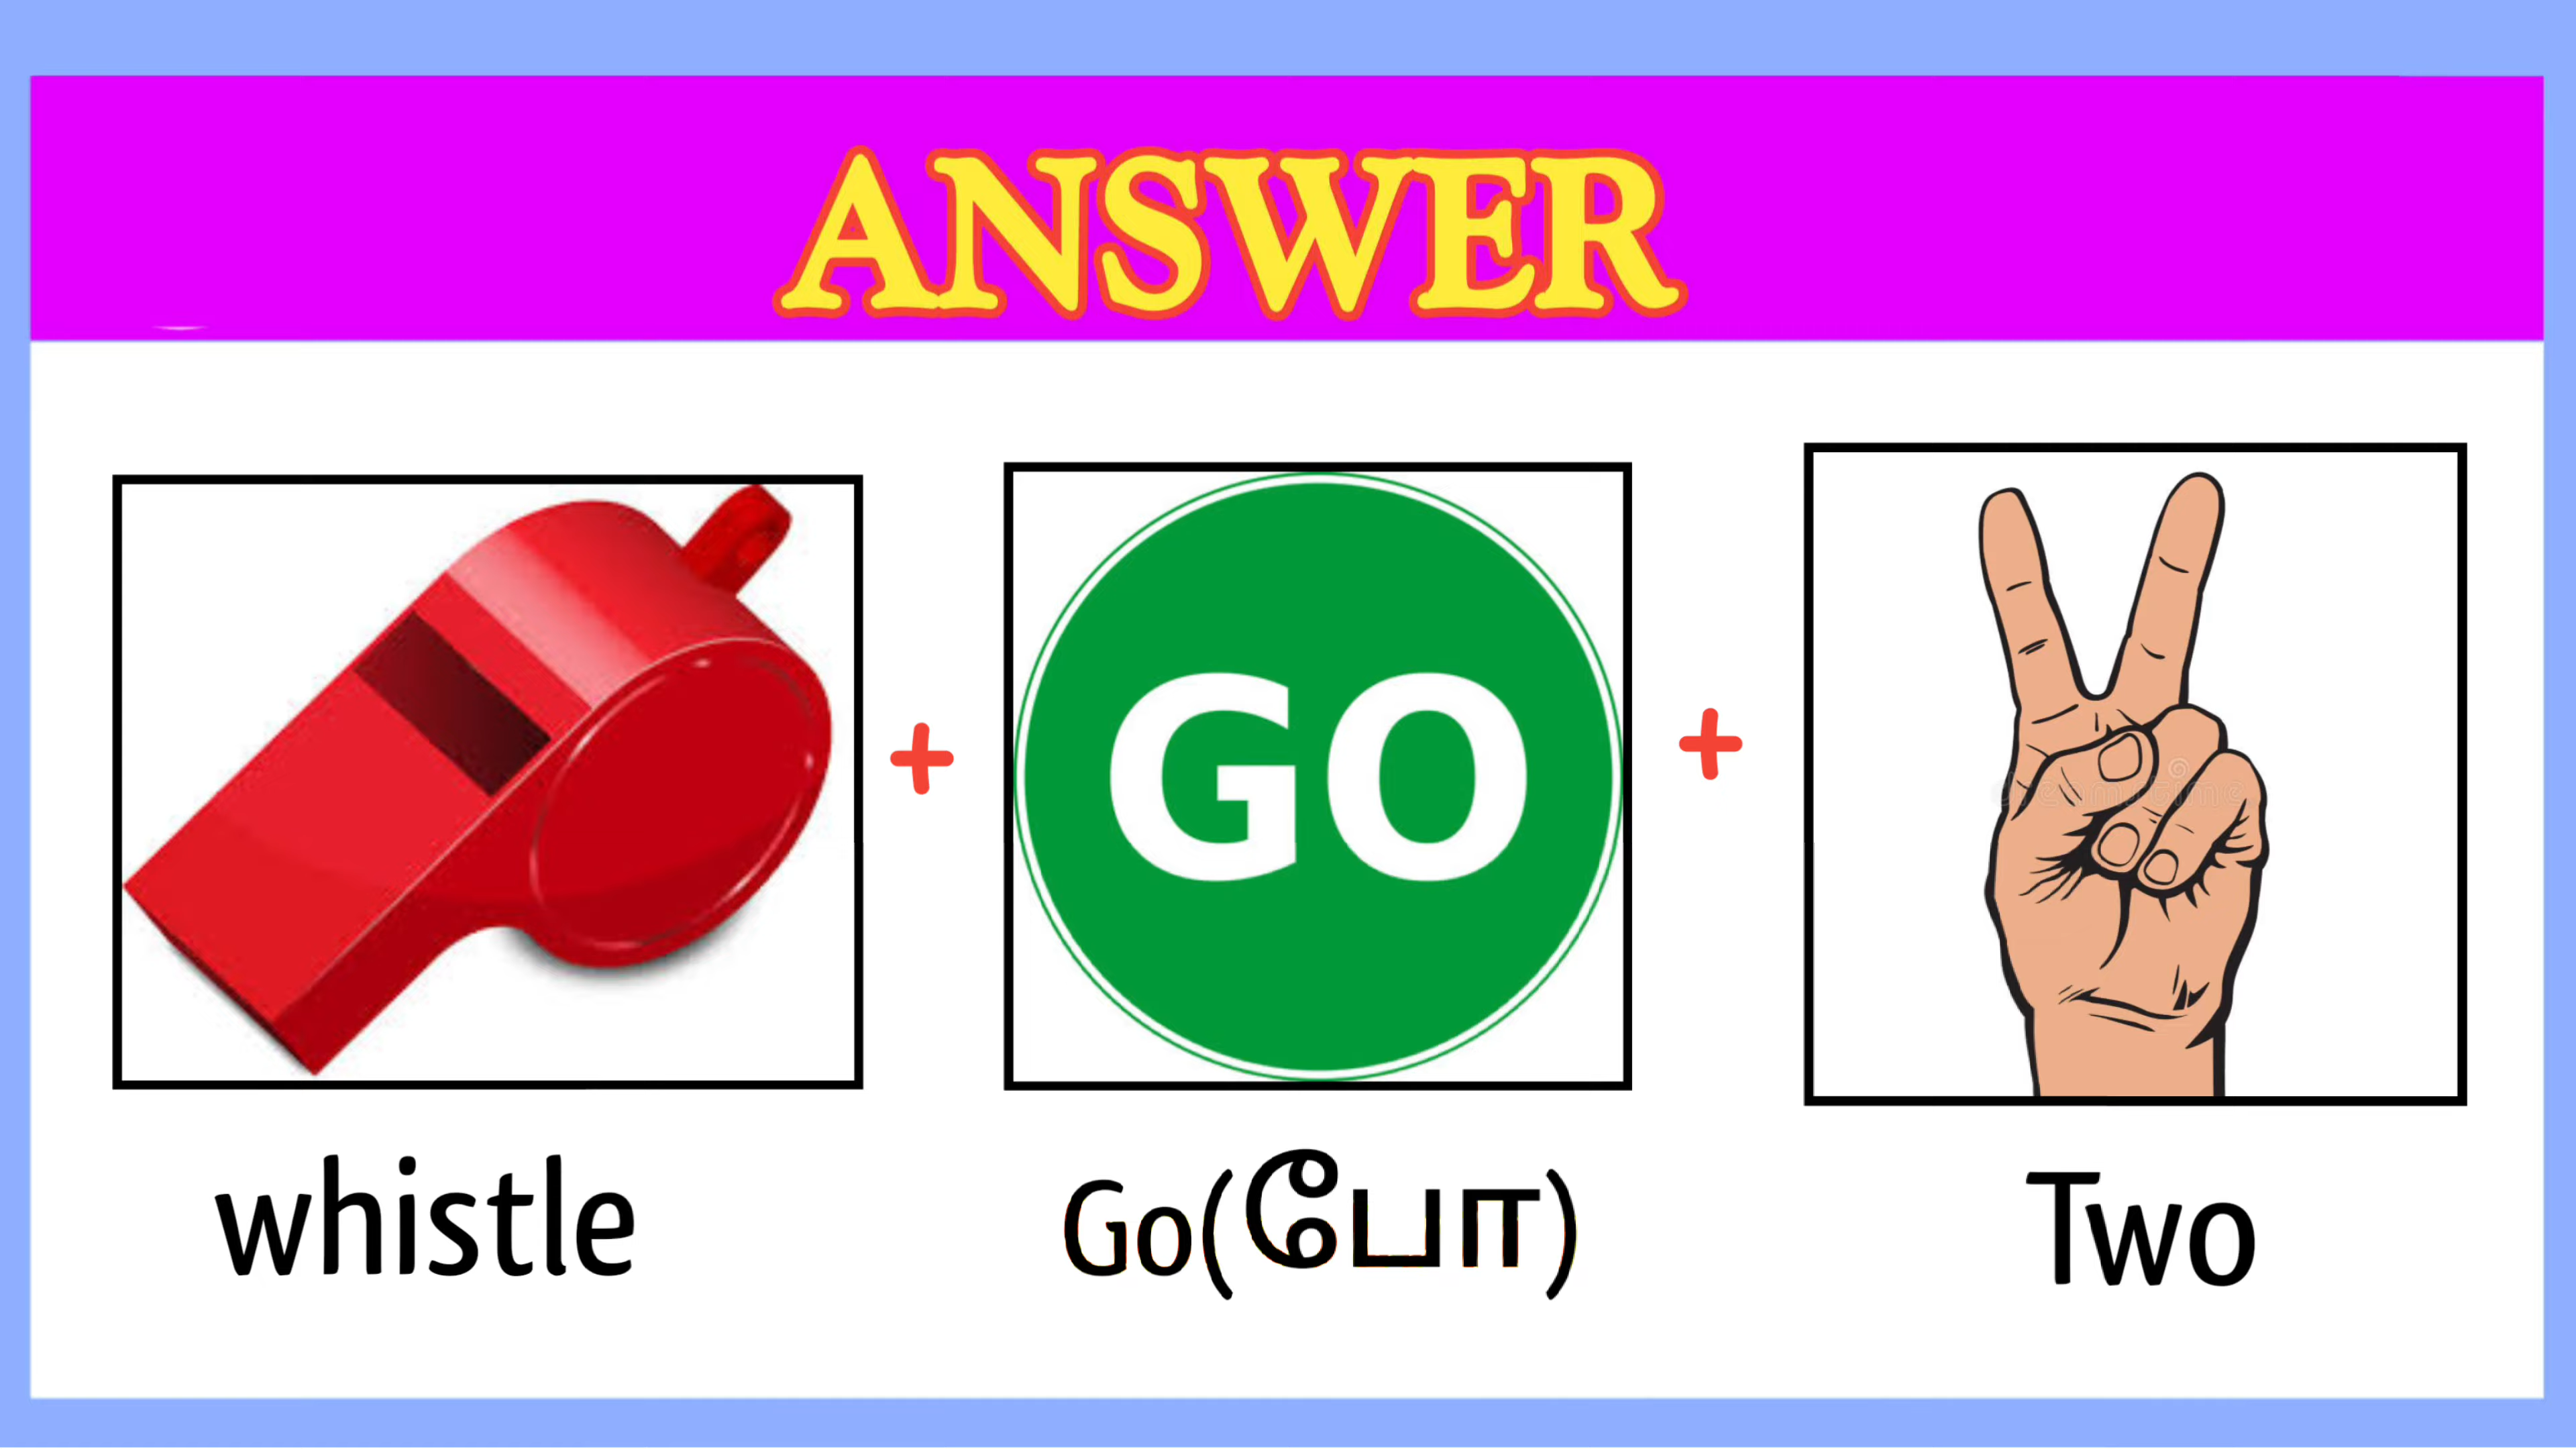 ANSWER
GO
+
+
whistle
Go(போ)
Two